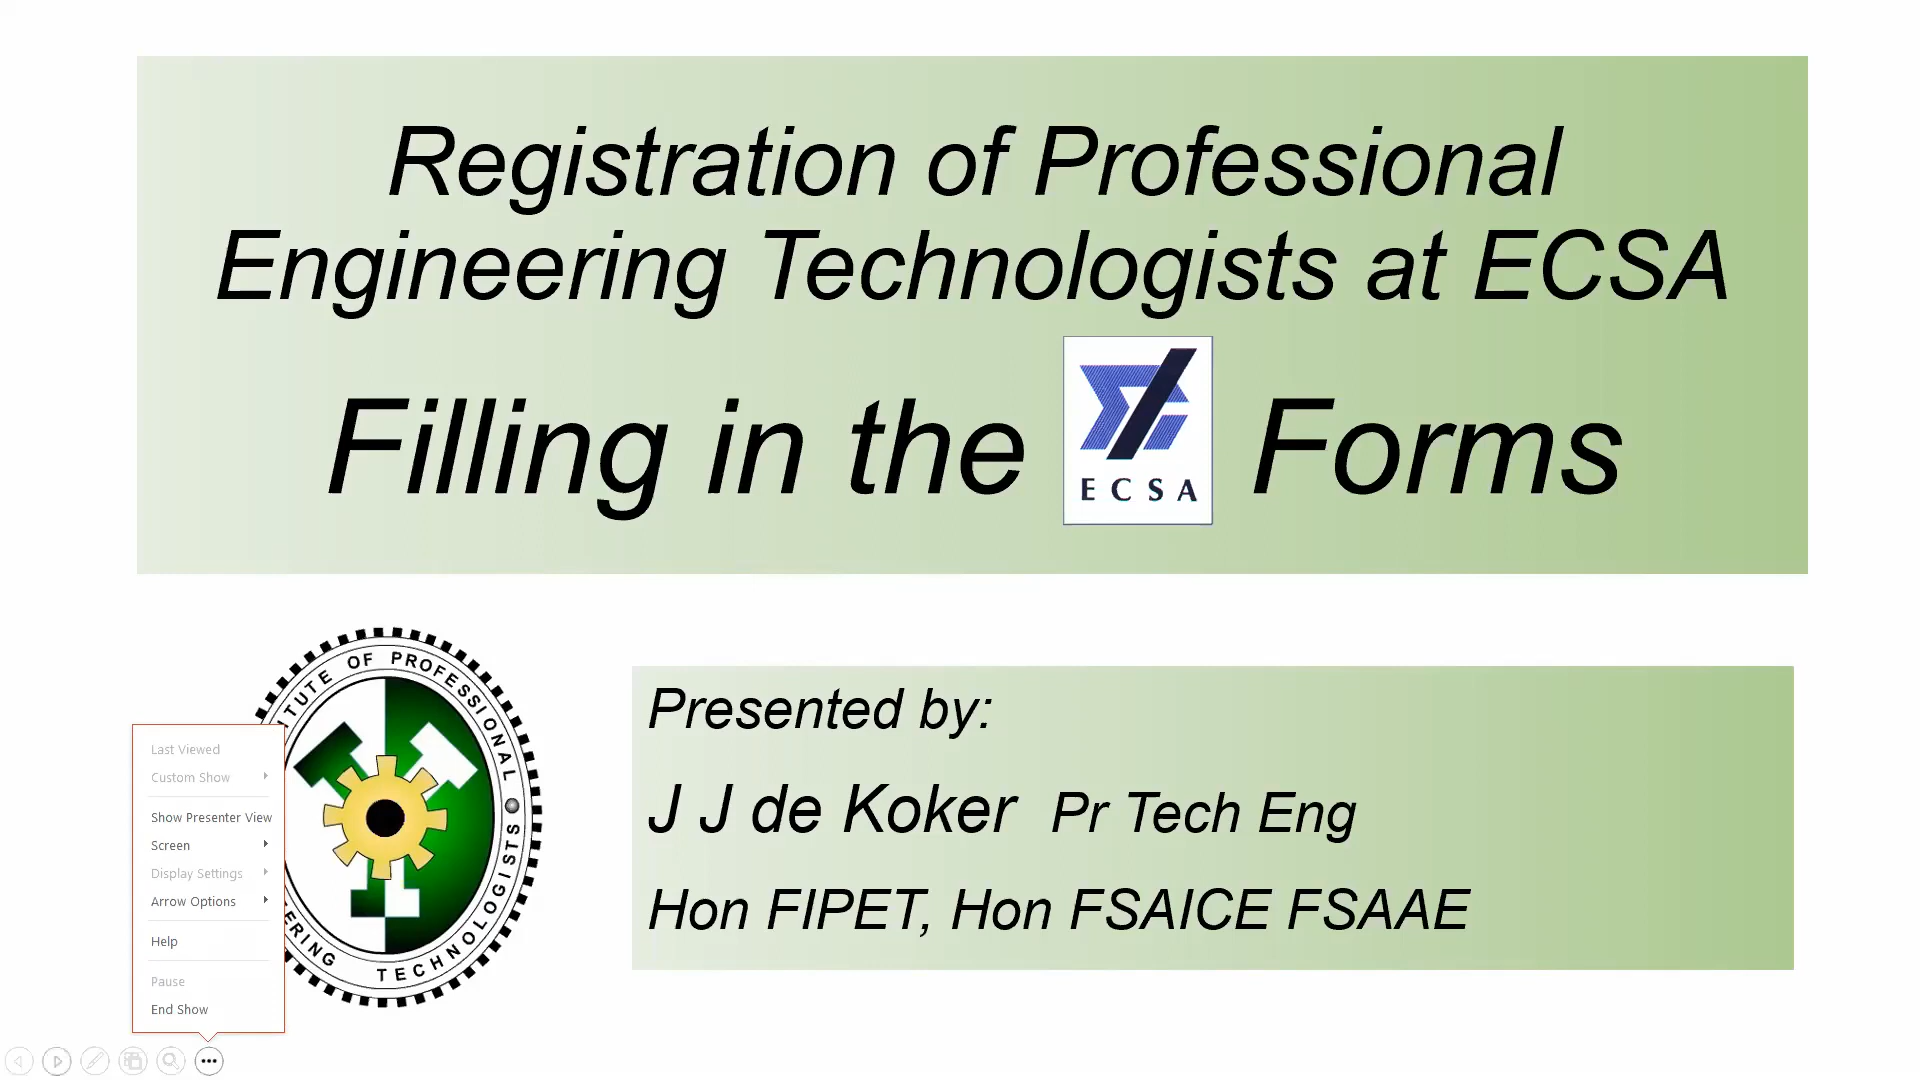 Registration of Professional
Engineering Technologists at ECSA
Filling in the ECSA Forms
TUTE OF PROFESSIONAL
ERING TECHNOLOGISTS
Presented by:
J J de Koker Pr Tech Eng
Hon FIPET, Hon FSAICE FSAAE
Last Viewed
Custom Show
Show Presenter View
Screen
Display Settings
Arrow Options
Help
Pause
End Show